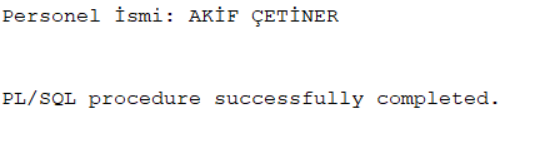 Personel İsmi: AKİF ÇETİNER
PL/SQL procedure successfully completed.